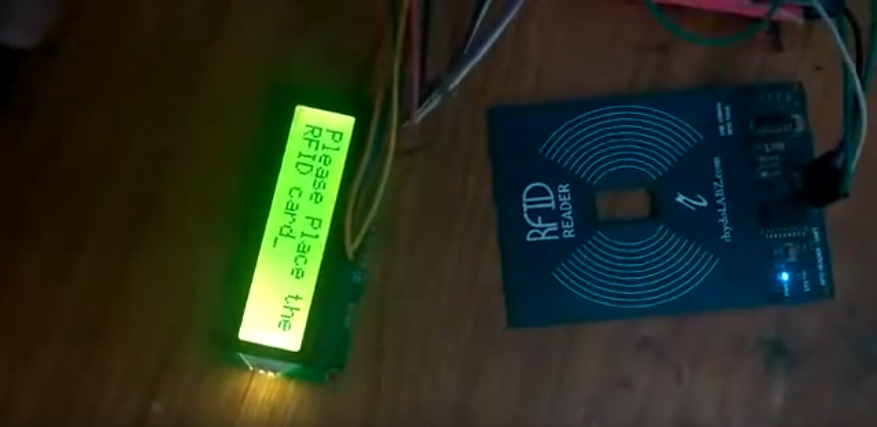 Please Place the
RFID card_
RFID
READER
rhydoLABZ.com